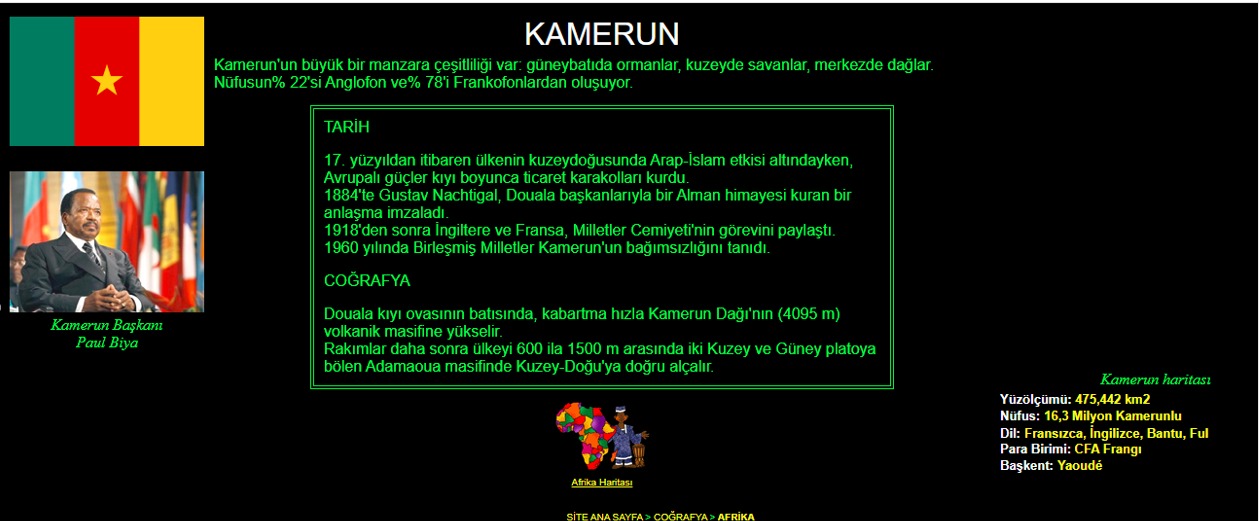 KAMERUN
Kamerun'un büyük bir manzara çeşitliliği var: güneybatıda ormanlar, kuzeyde savanlar, merkezde dağlar.
Nüfusun% 22'si Anglofon ve% 78'i Frankofonlardan oluşuyor.
TARİH
17. yüzyıldan itibaren ülkenin kuzeydoğusunda Arap-İslam etkisi altındayken,
Avrupalı güçler kıyı boyunca ticaret karakolları kurdu.
1884'te Gustav Nachtigal, Douala başkanlarıyla bir Alman himayesi kuran bir
anlaşma imzaladı.
1918'den sonra İngiltere ve Fransa, Milletler Cemiyeti'nin görevini paylaştı.
1960 yılında Birleşmiş Milletler Kamerun'un bağımsızlığını tanıdı.
COĞRAFYA
Douala kıyı ovasının batısında, kabartma hızla Kamerun Dağı'nın (4095 m)
volkanik masifine yükselir.
Rakımlar daha sonra ülkeyi 600 ila 1500 m arasında iki Kuzey ve Güney platoya
bölen Adamaoua masifinde Kuzey-Doğu'ya doğru alçalır.
Kamerun Başkanı
Paul Biya
Kamerun haritası
Yüzölçümü: 475,442 km2
Nüfus: 16,3 Milyon Kamerunlu
Dil: Fransızca, İngilizce, Bantu, Ful
Para Birimi: CFA Frangı
Başkent: Yaoudé
Afrika Haritası
SİTE ANA SAYFA > COĞRAFYA > AFRİKA